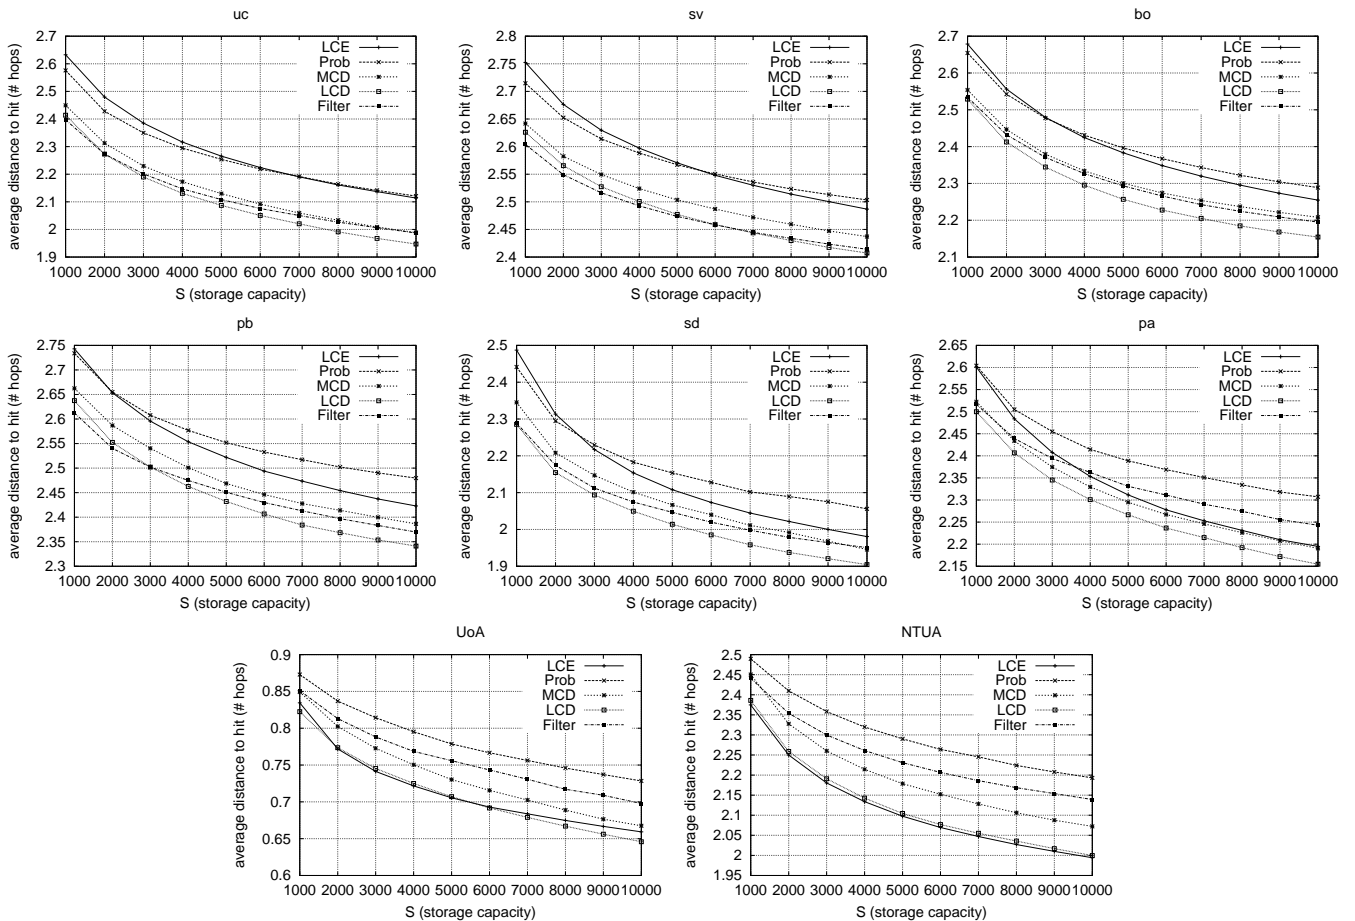 uc
average distance to hit (# hops)
2.7
2.6
2.5
2.4
2.3
2.2
2.1
2
1.9
LCE
Prob
MCD
LCD
Filter
1000 2000 3000 4000 5000 6000 7000 8000 9000 10000
S (storage capacity)
sv
average distance to hit (# hops)
2.8
2.75
2.7
2.65
2.6
2.55
2.5
2.45
2.4
LCE
Prob
MCD
LCD
Filter
1000 2000 3000 4000 5000 6000 7000 8000 9000 10000
S (storage capacity)
bo
average distance to hit (# hops)
2.7
2.6
2.5
2.4
2.3
2.2
2.1
LCE
Prob
MCD
LCD
Filter
1000 2000 3000 4000 5000 6000 7000 8000 9000 10000
S (storage capacity)
pb
average distance to hit (# hops)
2.75
2.7
2.65
2.6
2.55
2.5
2.45
2.4
2.35
2.3
LCE
Prob
MCD
LCD
Filter
1000 2000 3000 4000 5000 6000 7000 8000 9000 10000
S (storage capacity)
sd
average distance to hit (# hops)
2.5
2.4
2.3
2.2
2.1
2
1.9
LCE
Prob
MCD
LCD
Filter
1000 2000 3000 4000 5000 6000 7000 8000 9000 10000
S (storage capacity)
pa
average distance to hit (# hops)
2.65
2.6
2.55
2.5
2.45
2.4
2.35
2.3
2.25
2.2
2.15
LCE
Prob
MCD
LCD
Filter
1000 2000 3000 4000 5000 6000 7000 8000 9000 10000
S (storage capacity)
UoA
average distance to hit (# hops)
0.9
0.85
0.8
0.75
0.7
0.65
0.6
LCE
Prob
MCD
LCD
Filter
1000 2000 3000 4000 5000 6000 7000 8000 9000 10000
S (storage capacity)
NTUA
average distance to hit (# hops)
2.5
2.45
2.4
2.35
2.3
2.25
2.2
2.15
2.1
2.05
2
1.95
LCE
Prob
MCD
LCD
Filter
1000 2000 3000 4000 5000 6000 7000 8000 9000 10000
S (storage capacity)